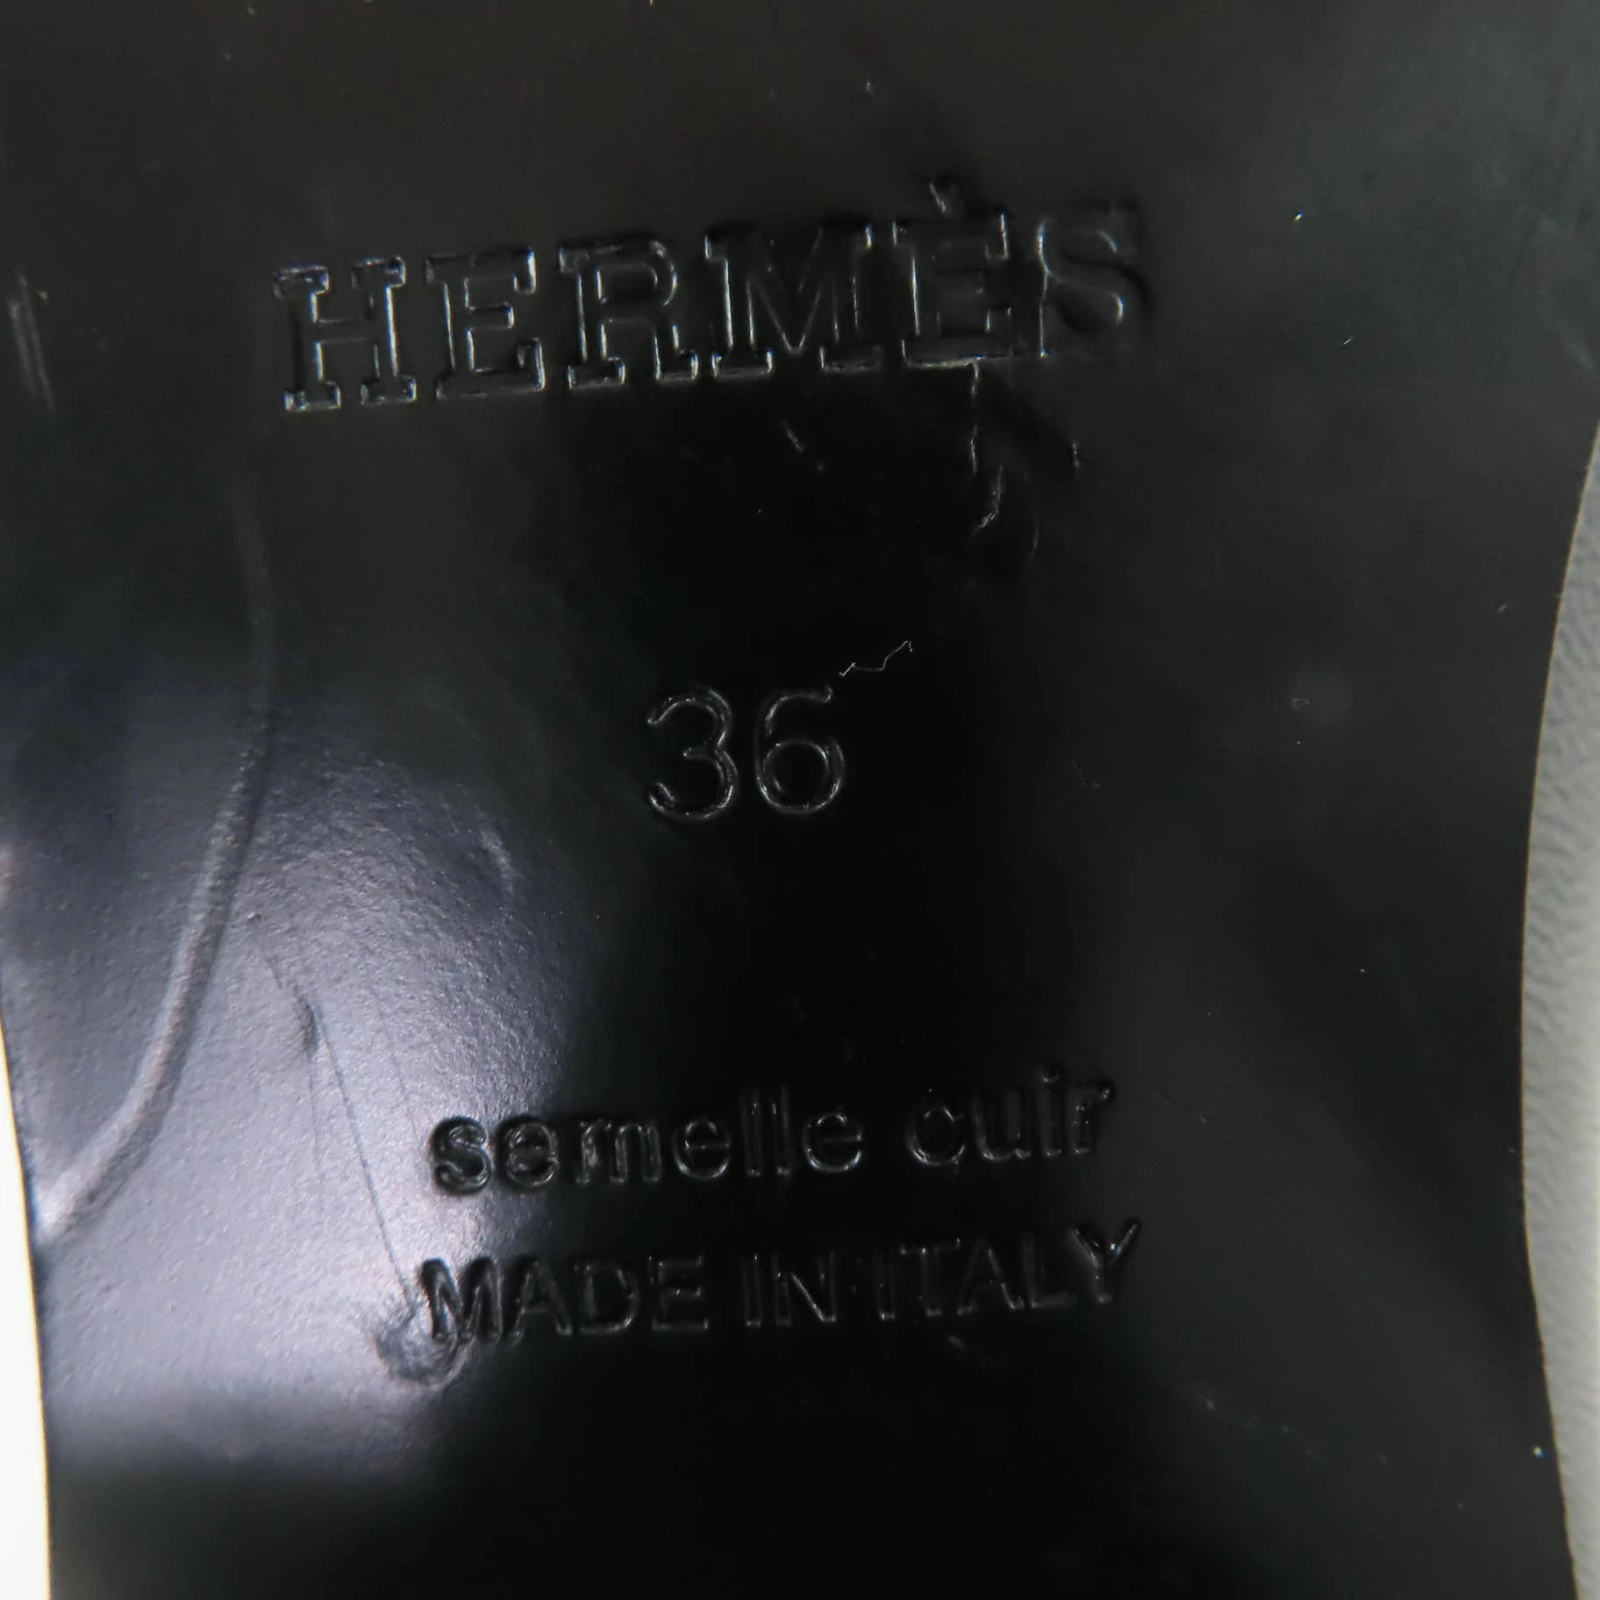 HERMÈS
36
semelle cuir
MADE IN ITALY